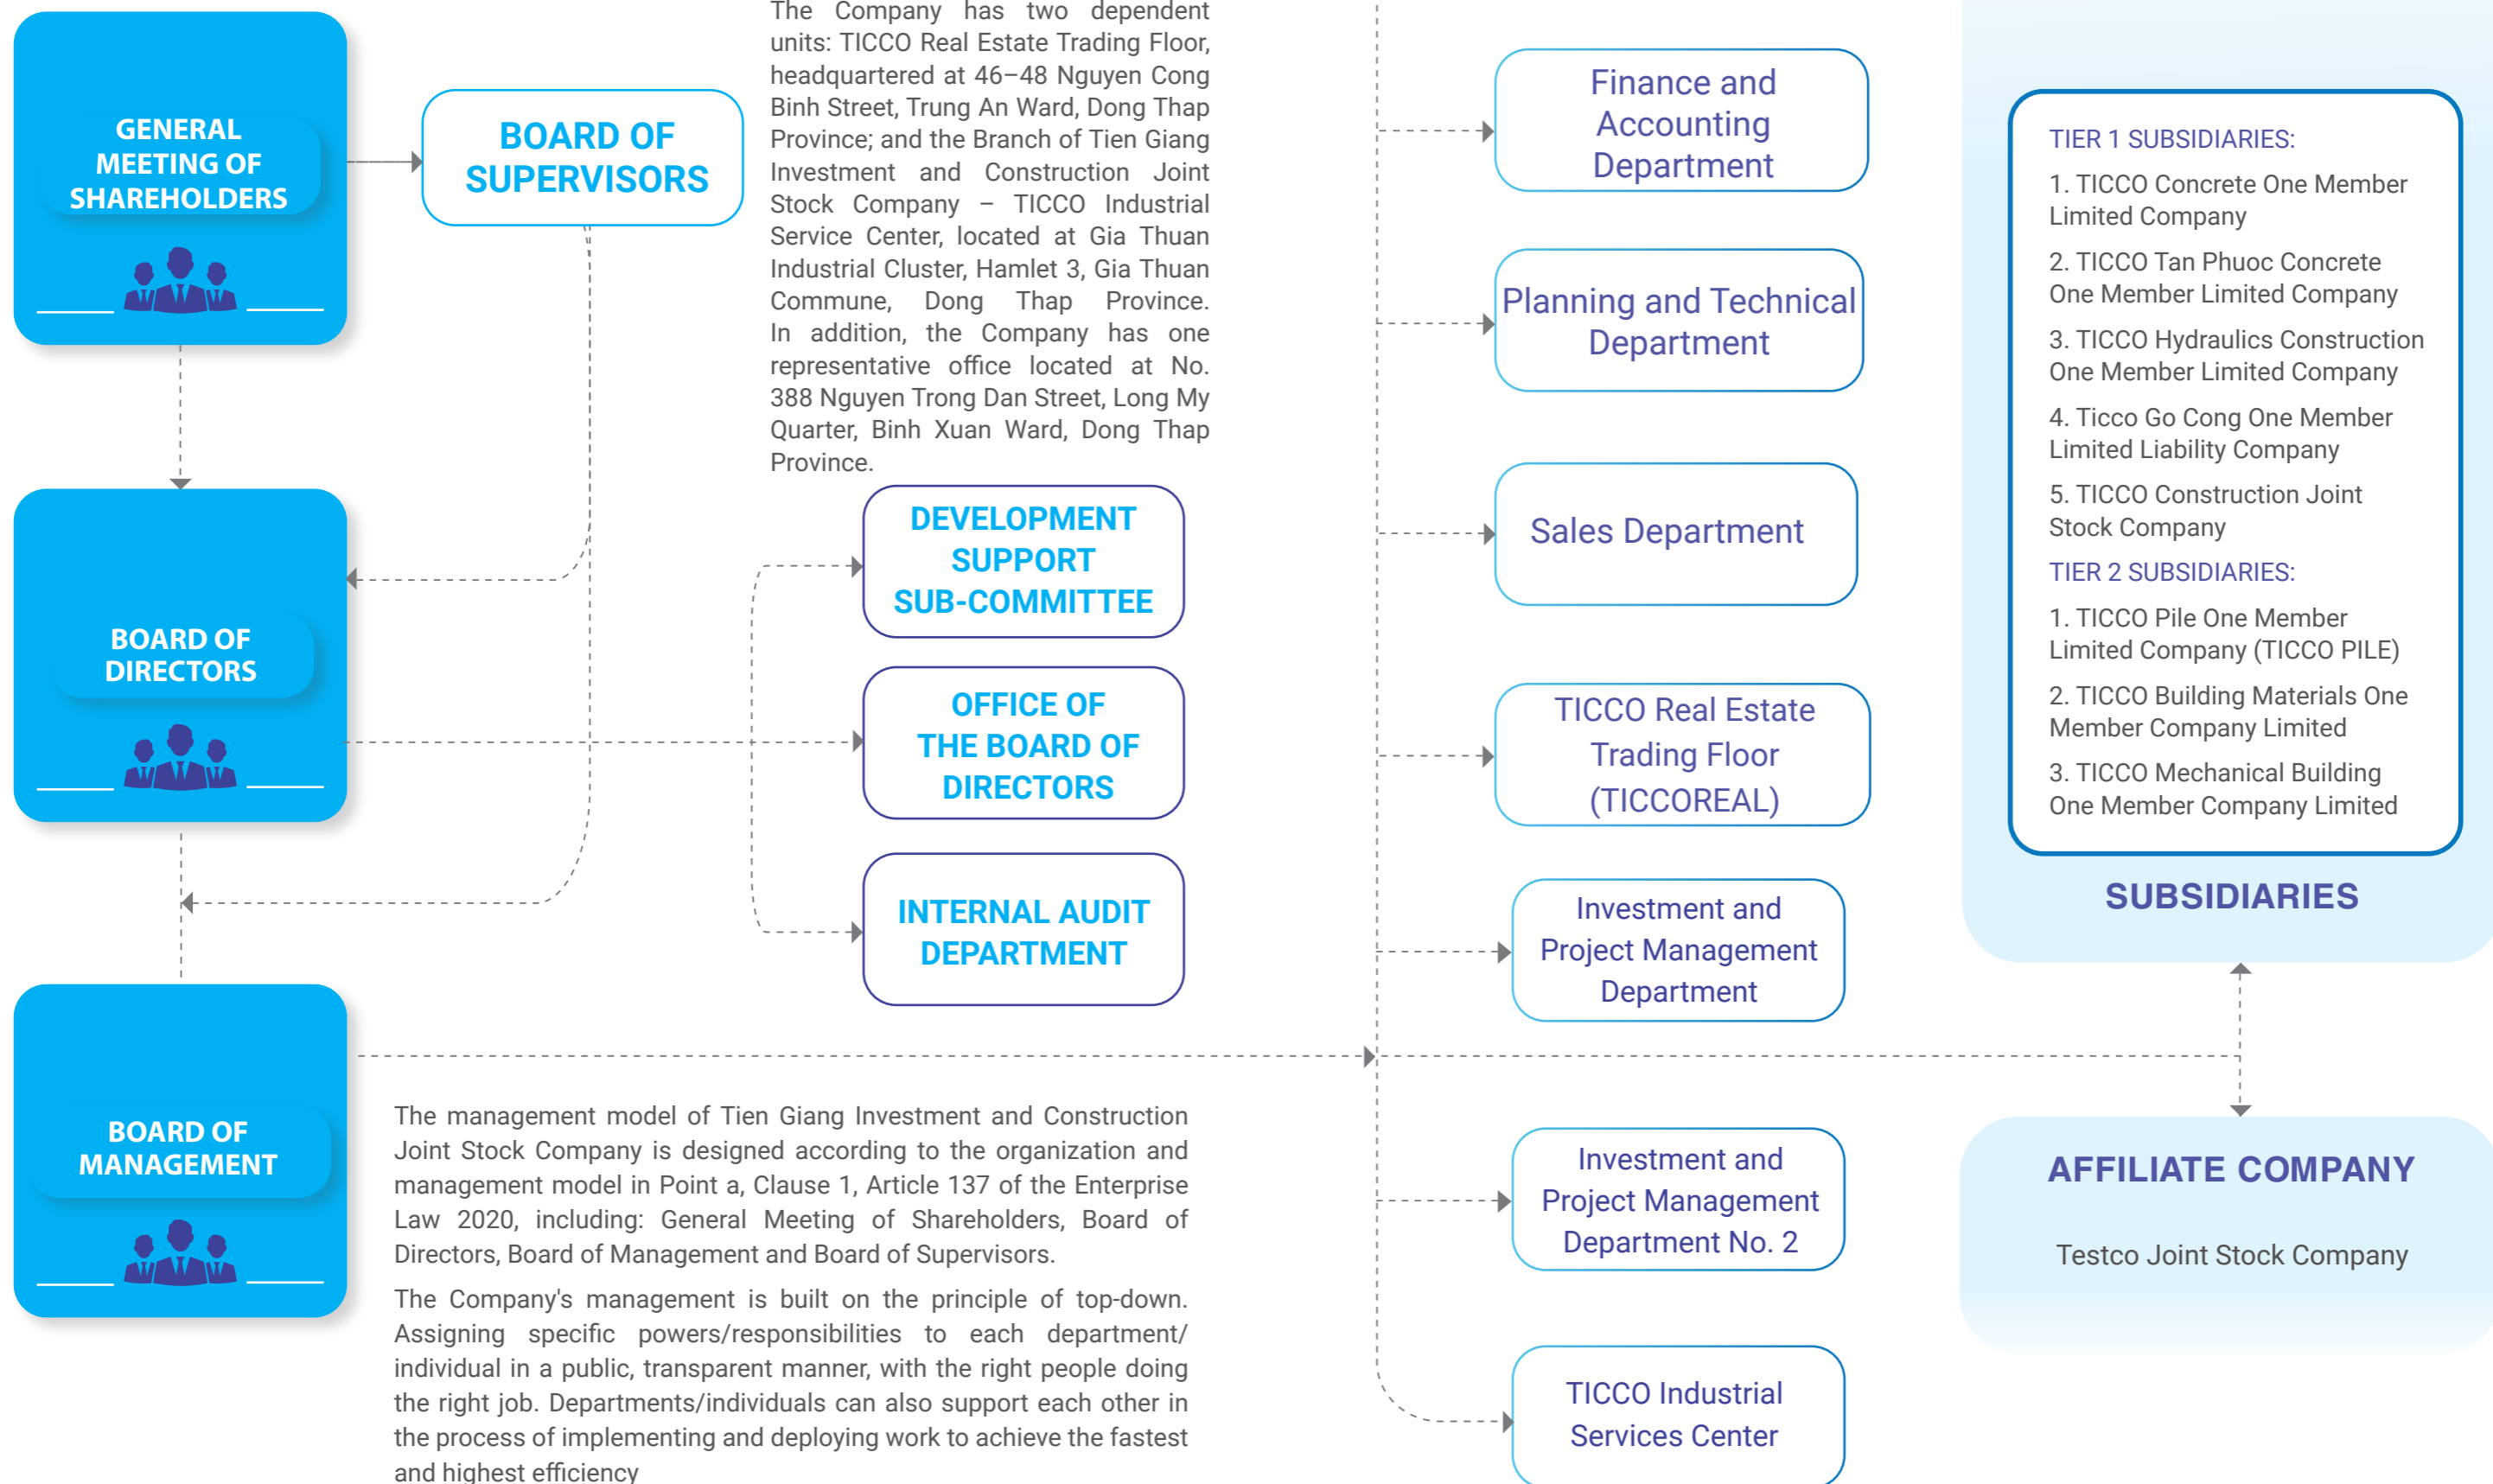 GENERAL
MEETING OF
SHAREHOLDERS
BOARD OF
SUPERVISORS
The Company has two dependent
units: TICCO Real Estate Trading Floor,
headquartered at 46–48 Nguyen Cong
Binh Street, Trung An Ward, Dong Thap
Province; and the Branch of Tien Giang
Investment and Construction Joint
Stock Company – TICCO Industrial
Service Center, located at Gia Thuan
Industrial Cluster, Hamlet 3, Gia Thuan
Commune, Dong Thap Province.
In addition, the Company has one
representative office located at No.
388 Nguyen Trong Dan Street, Long My
Quarter, Binh Xuan Ward, Dong Thap
Province.
BOARD OF
DIRECTORS
DEVELOPMENT
SUPPORT
SUB-COMMITTEE
OFFICE OF
THE BOARD OF
DIRECTORS
INTERNAL AUDIT
DEPARTMENT
BOARD OF
MANAGEMENT
The management model of Tien Giang Investment and Construction
Joint Stock Company is designed according to the organization and
management model in Point a, Clause 1, Article 137 of the Enterprise
Law 2020, including: General Meeting of Shareholders, Board of
Directors, Board of Management and Board of Supervisors.
The Company's management is built on the principle of top-down.
Assigning specific powers/responsibilities to each department/
individual in a public, transparent manner, with the right people doing
the right job. Departments/individuals can also support each other in
the process of implementing and deploying work to achieve the fastest
and highest efficiency
Finance and
Accounting
Department
Planning and Technical
Department
Sales Department
TICCO Real Estate
Trading Floor
(TICCOREAL)
Investment and
Project Management
Department
Investment and
Project Management
Department No. 2
TICCO Industrial
Services Center
TIER 1 SUBSIDIARIES:
1. TICCO Concrete One Member
Limited Company
2. TICCO Tan Phuoc Concrete
One Member Limited Company
3. TICCO Hydraulics Construction
One Member Limited Company
4. Ticco Go Cong One Member
Limited Liability Company
5. TICCO Construction Joint
Stock Company
TIER 2 SUBSIDIARIES:
1. TICCO Pile One Member
Limited Company (TICCO PILE)
2. TICCO Building Materials One
Member Company Limited
3. TICCO Mechanical Building
One Member Company Limited
SUBSIDIARIES
AFFILIATE COMPANY
Testco Joint Stock Company